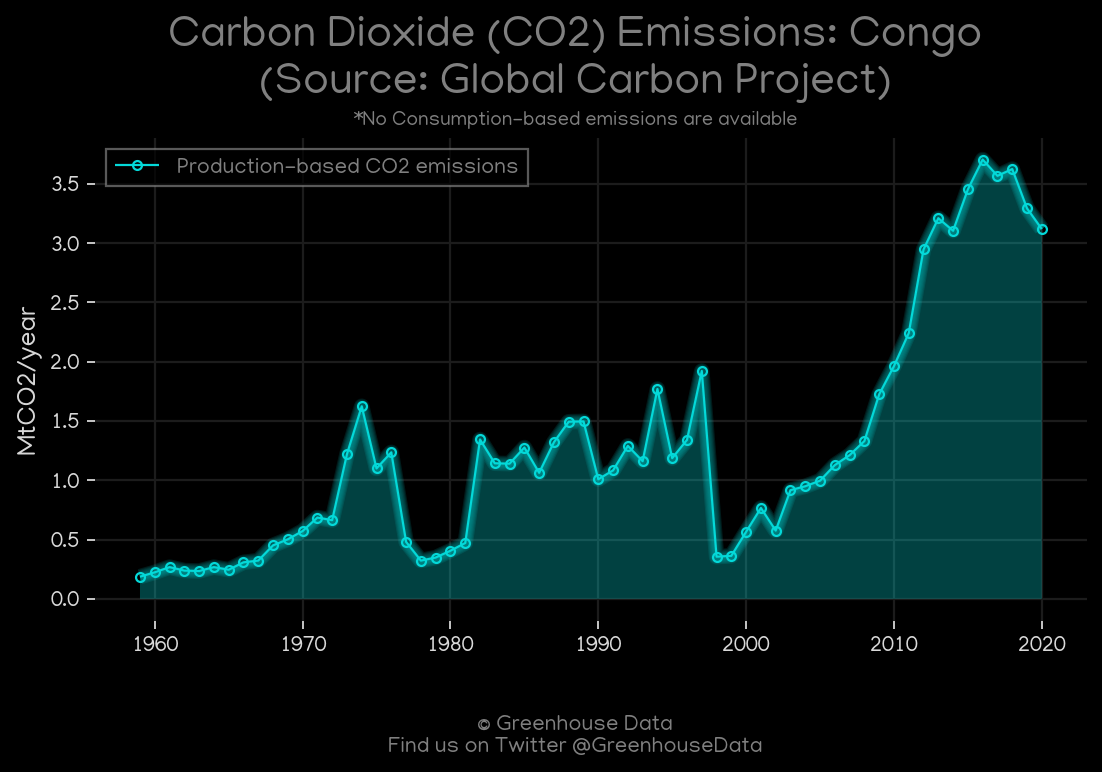 Carbon Dioxide (CO2) Emissions: Congo
(Source: Global Carbon Project)
*No Consumption-based emissions are available
Production-based CO2 emissions
MtCO2/year
3.5
3.0
2.5
2.0
1.5
1.0
0.5
0.0
1960 1970 1980 1990 2000 2010 2020
© Greenhouse Data
Find us on Twitter @GreenhouseData